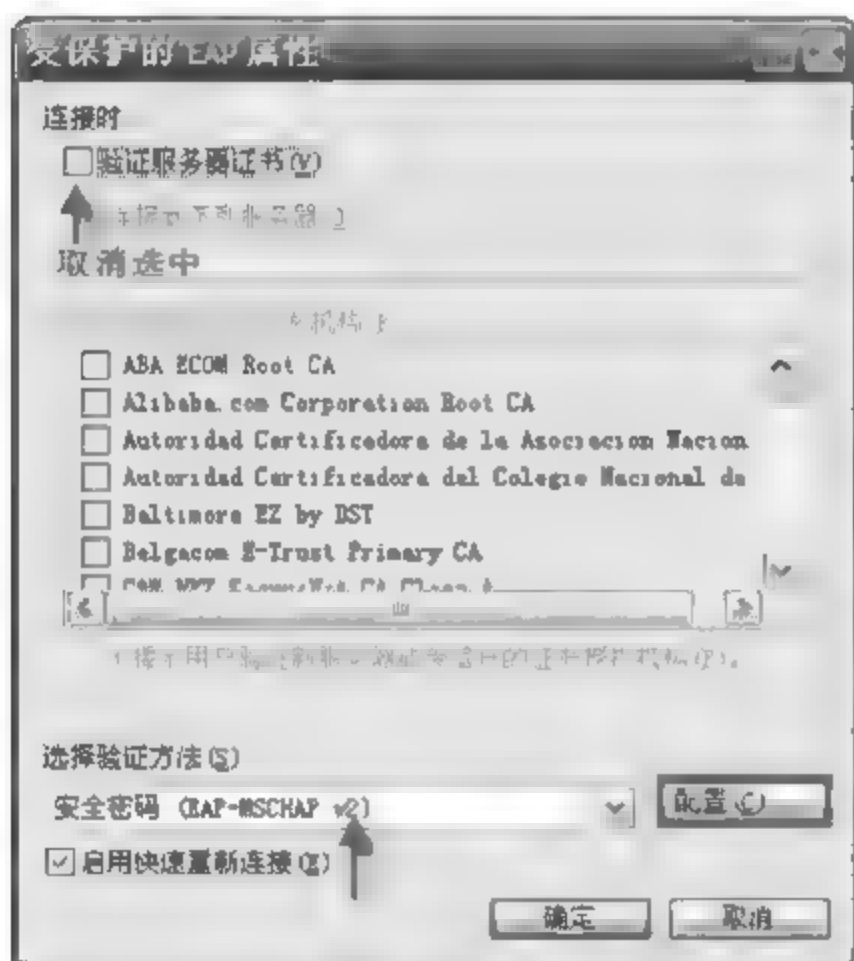 受保护的 EAP 属性
连接时
验证服务器证书(V)
取消选中
ABA ECOM Root CA
Alibaba.com Corporation Root CA
Autoridad Certificadora de la Asociacion Nacion
Autoridad Certificadora del Colegio Nacional de
Baltimore EZ by DST
Belgacom E-Trust Primary CA
选择验证方法(S)
安全密码 (EAP-MSCHAP v2)
配置(C)
启用快速重新连接(E)
确定
取消